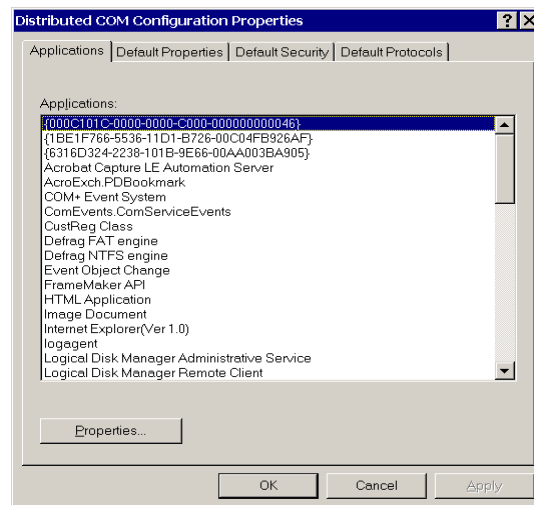 Distributed COM Configuration Properties
Applications Default Properties Default Security Default Protocols
Applications:
{000C101C-0000-0000-C000-000000000046}
{1BE1F766-5536-11D1-B726-00C04FB926AF}
{6316D324-2238-101B-9E66-00AA003BA905}
Acrobat Capture LE Automation Server
AcroExch.PDBookmark
COM+ Event System
ComEvents.ComServiceEvents
CustReg Class
Defrag FAT engine
Defrag NTFS engine
Event Object Change
FrameMaker API
HTML Application
Image Document
Internet Explorer(Ver 1.0)
logagent
Logical Disk Manager Administrative Service
Logical Disk Manager Remote Client
Properties...
OK Cancel Apply